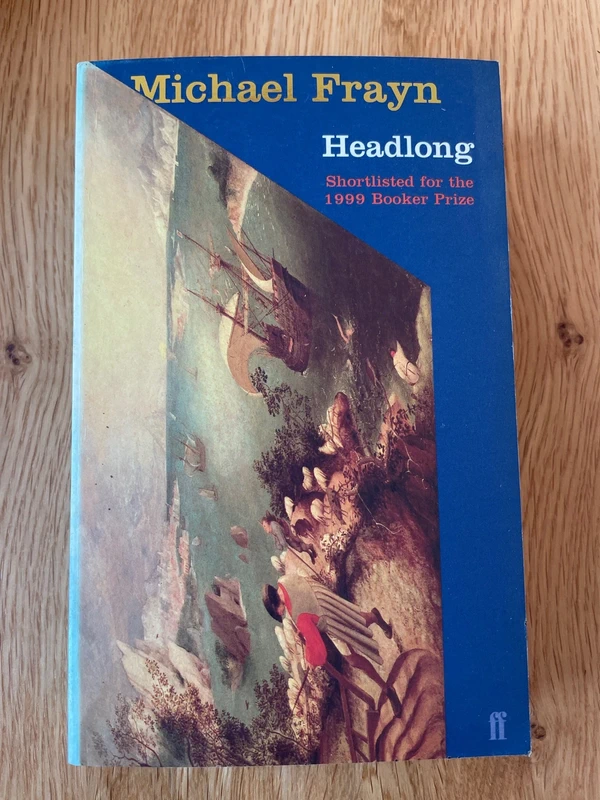 Michael Frayn
Headlong
Shortlisted for the
1999 Booker Prize
ff